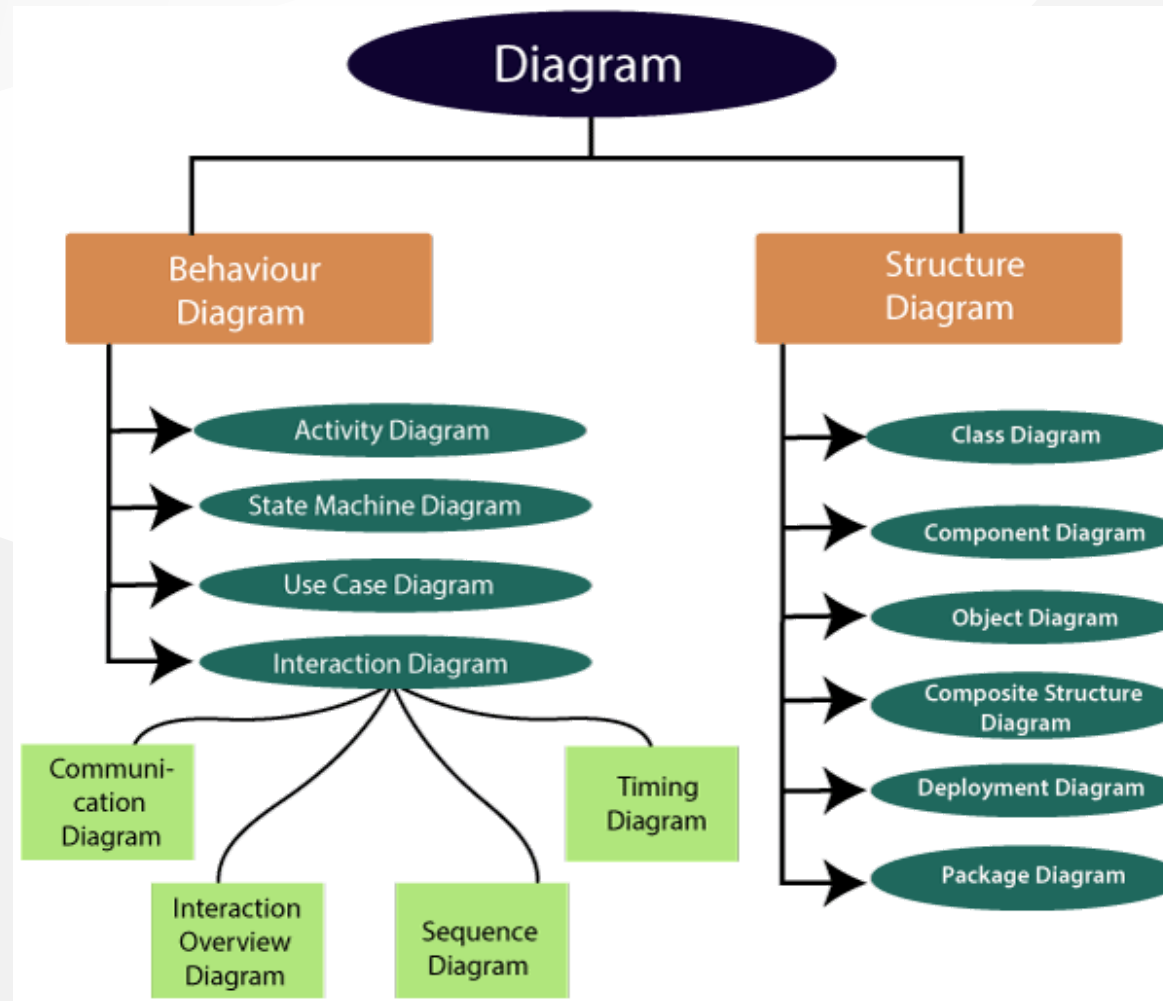 Diagram
Behaviour
Diagram
Activity Diagram
State Machine Diagram
Use Case Diagram
Interaction Diagram
Communi-
cation
Diagram
Interaction
Overview
Diagram
Sequence
Diagram
Timing
Diagram
Structure
Diagram
Class Diagram
Component Diagram
Object Diagram
Composite Structure
Diagram
Deployment Diagram
Package Diagram